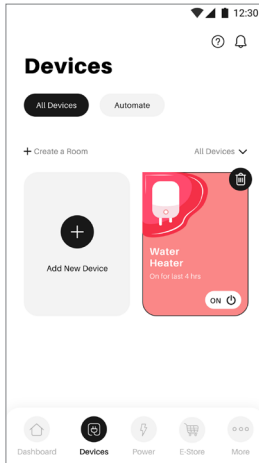 12:30
Devices
All Devices
Automate
+ Create a Room
All Devices
Add New Device
Water
Heater
On for last 4 hrs
ON
Dashboard
Devices
Power
E-Store
More